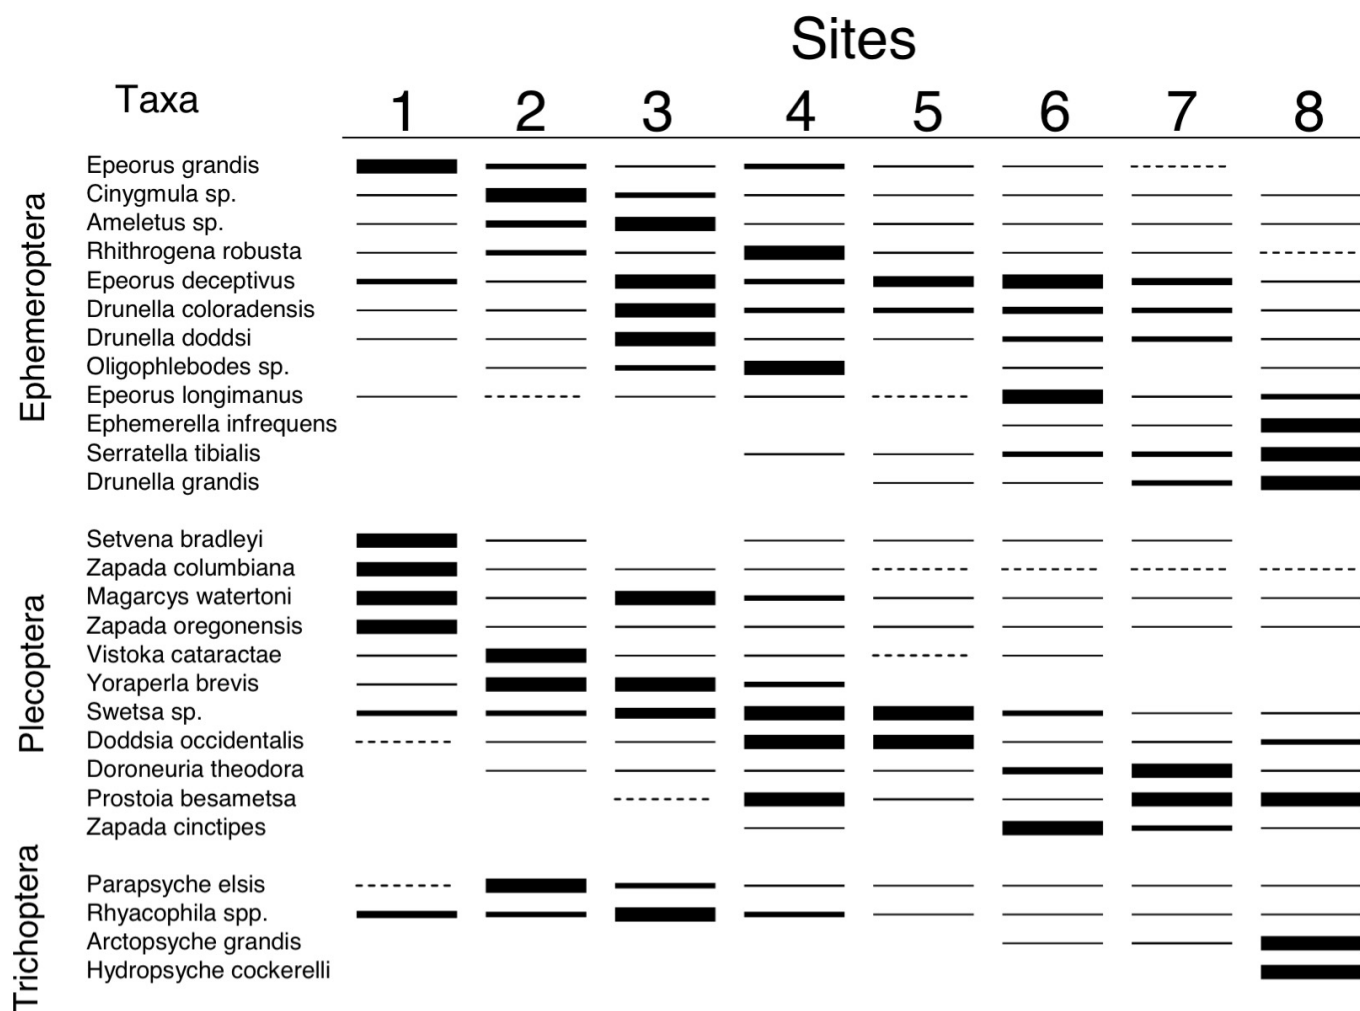 Sites
Taxa 1 2 3 4 5 6 7 8
Ephemeroptera
Epeorus grandis
Cinygmula sp.
Ameletus sp.
Rhithrogena robusta
Epeorus deceptivus
Drunella coloradensis
Drunella doddsi
Oligophlebodes sp.
Epeorus longimanus
Ephemerella infrequens
Serratella tibialis
Drunella grandis
Plecoptera
Setvena bradleyi
Zapada columbiana
Magarcys watertoni
Zapada oregonensis
Vistoka cataractae
Yoraperla brevis
Swetsa sp.
Doddsia occidentalis
Doroneuria theodora
Prostoia besametsa
Zapada cinctipes
Trichoptera
Parapsyche elsis
Rhyacophila spp.
Arctopsyche grandis
Hydropsyche cockerelli